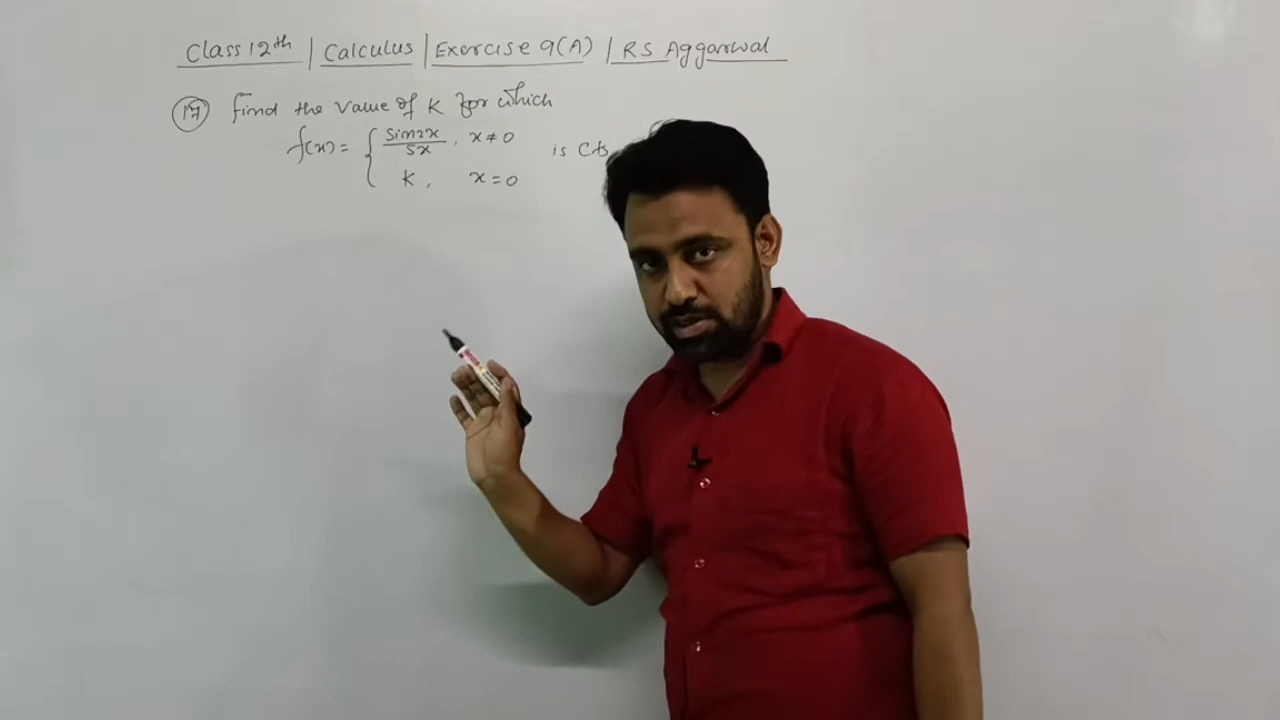 Class 12th | Calculus | Exercise 9(A) | RS Aggarwal
17 Find the value of K for which
f(x) = { sin2x/5x , x ≠ 0 is Cts
K , x = 0